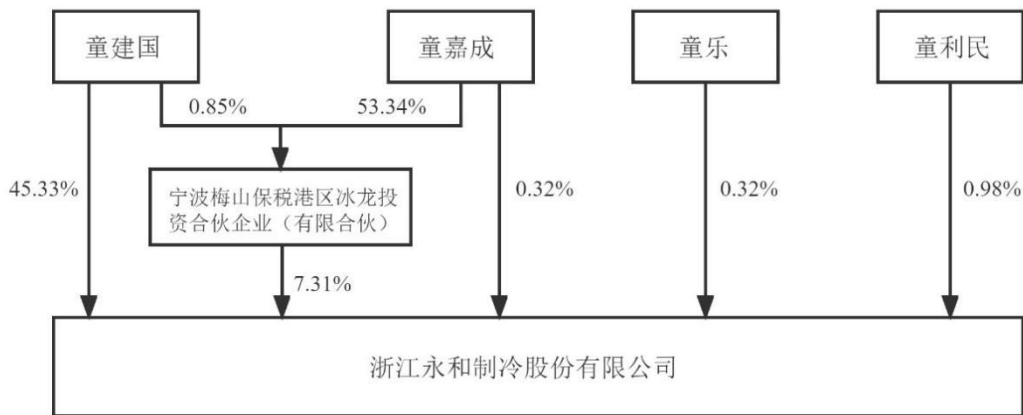 童建国
童嘉成
童乐
童利民
0.85%
53.34%
45.33%
宁波梅山保税港区冰龙投
资合伙企业（有限合伙）
0.32%
0.32%
0.98%
7.31%
浙江永和制冷股份有限公司